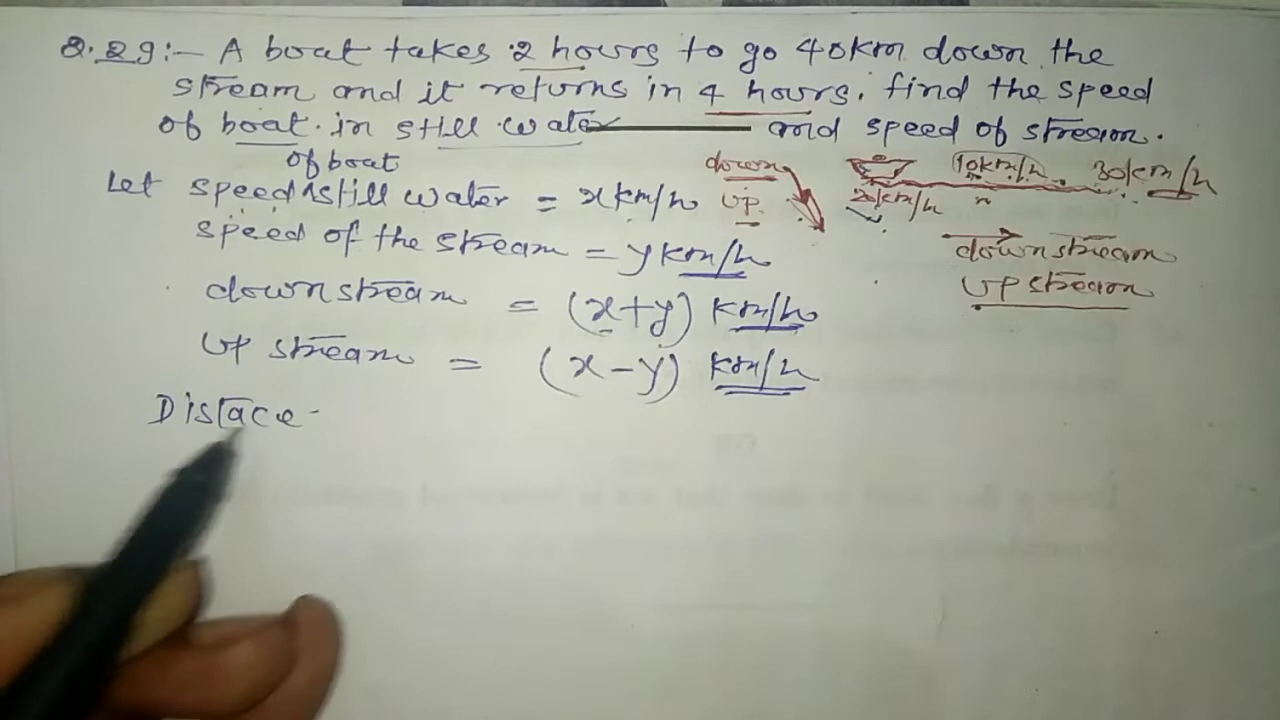 Q.29:- A boat takes 2 hours to go 40km down the
stream and it returns in 4 hours. find the speed
of boat in still water and speed of stream.
of boat
Let speed still water = x km/h
down
up
10km/h
30km/h
20km/h
speed of the stream = y km/h
downstream
upstream
downstream = (x+y) km/h
up stream = (x-y) km/h
Distace